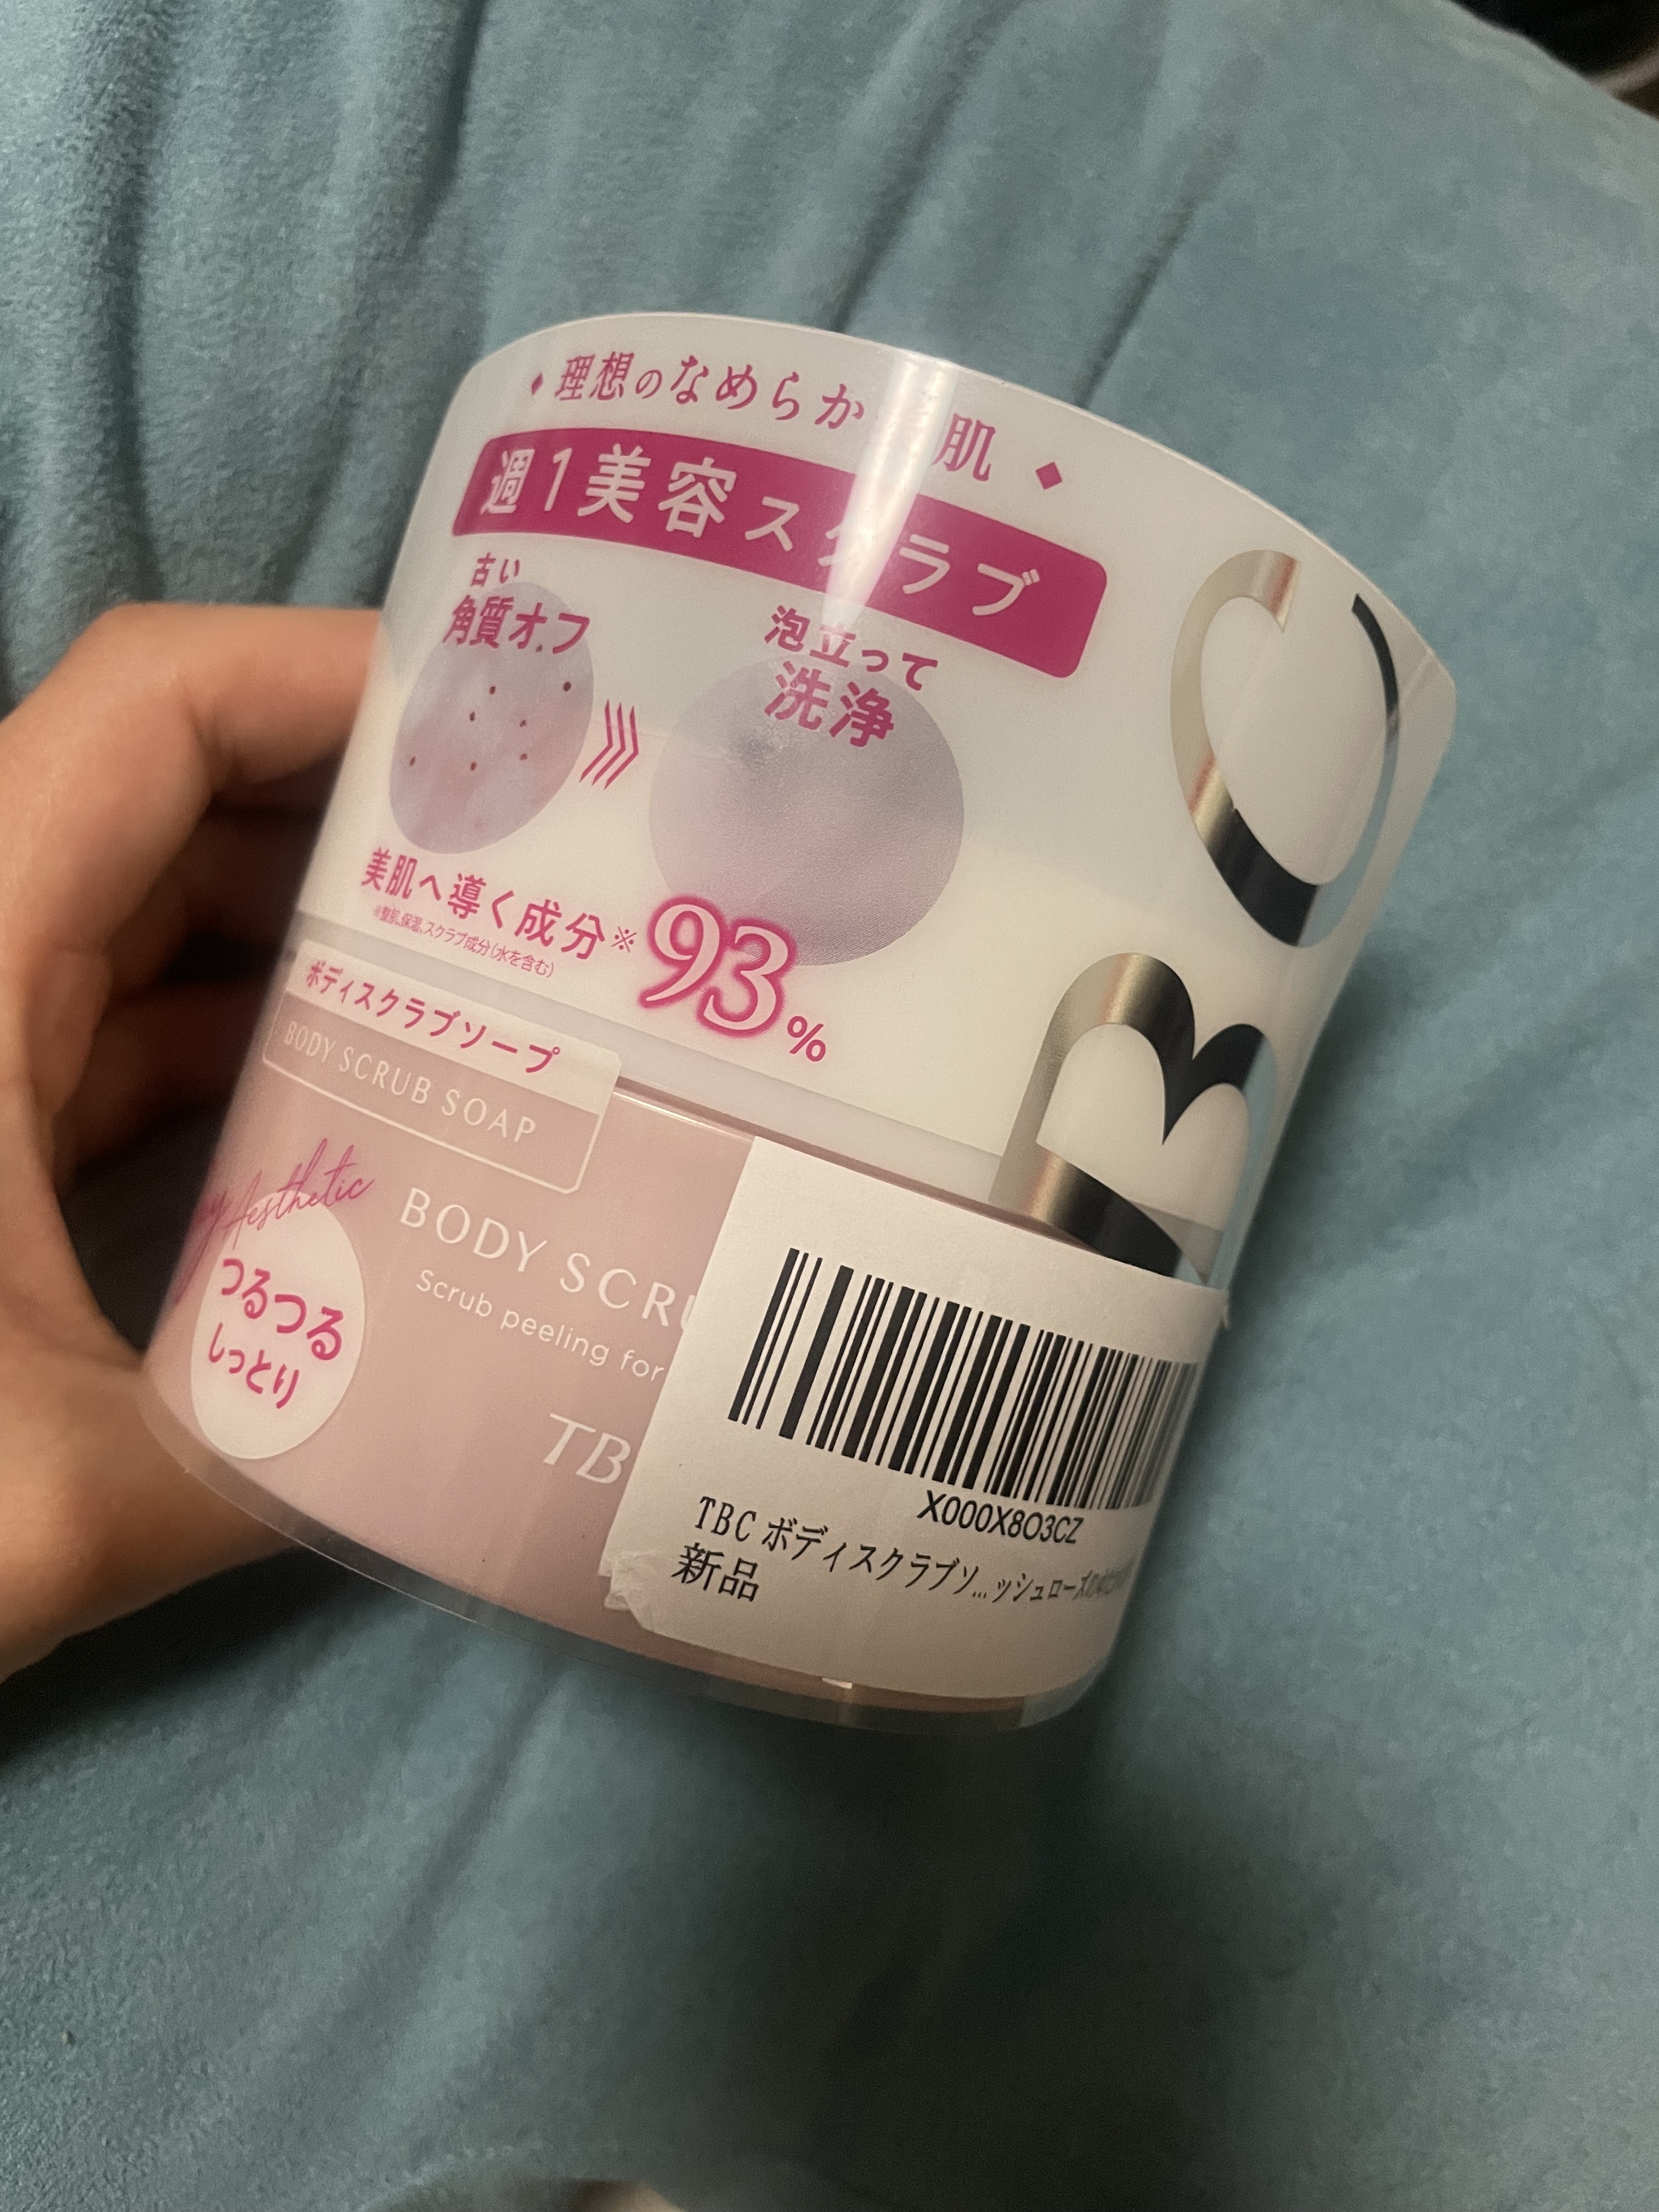 理想のなめらか 肌
週1美容スクラブ
古い
角質オフ
泡立って
洗浄
美肌へ導く成分※93%
※整肌、保湿、スクラブ成分(水を含む)
ボディスクラブソープ
BODY SCRUB SOAP
Aesthetic
つるつる
しっとり
BODY
Scrub peeling for
TBC
X000X8O3CZ
TBC ボディスクラブソ...ッシュローズの
新品